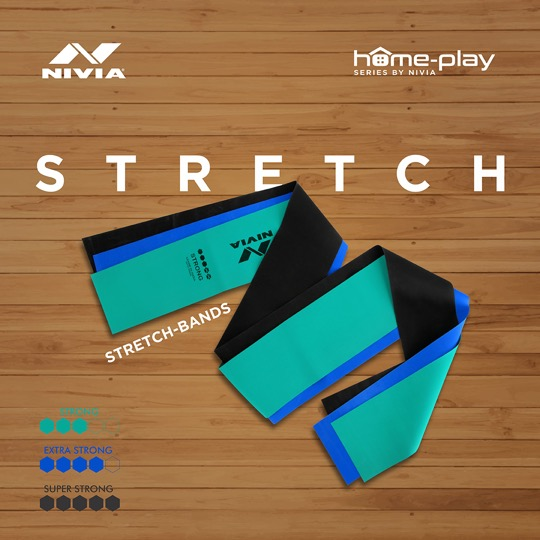 NIVIA
home-play
SERIES BY NIVIA
STRETCH
NIVIA
STRONG
STRETCH-BANDS
STRONG
EXTRA STRONG
SUPER STRONG